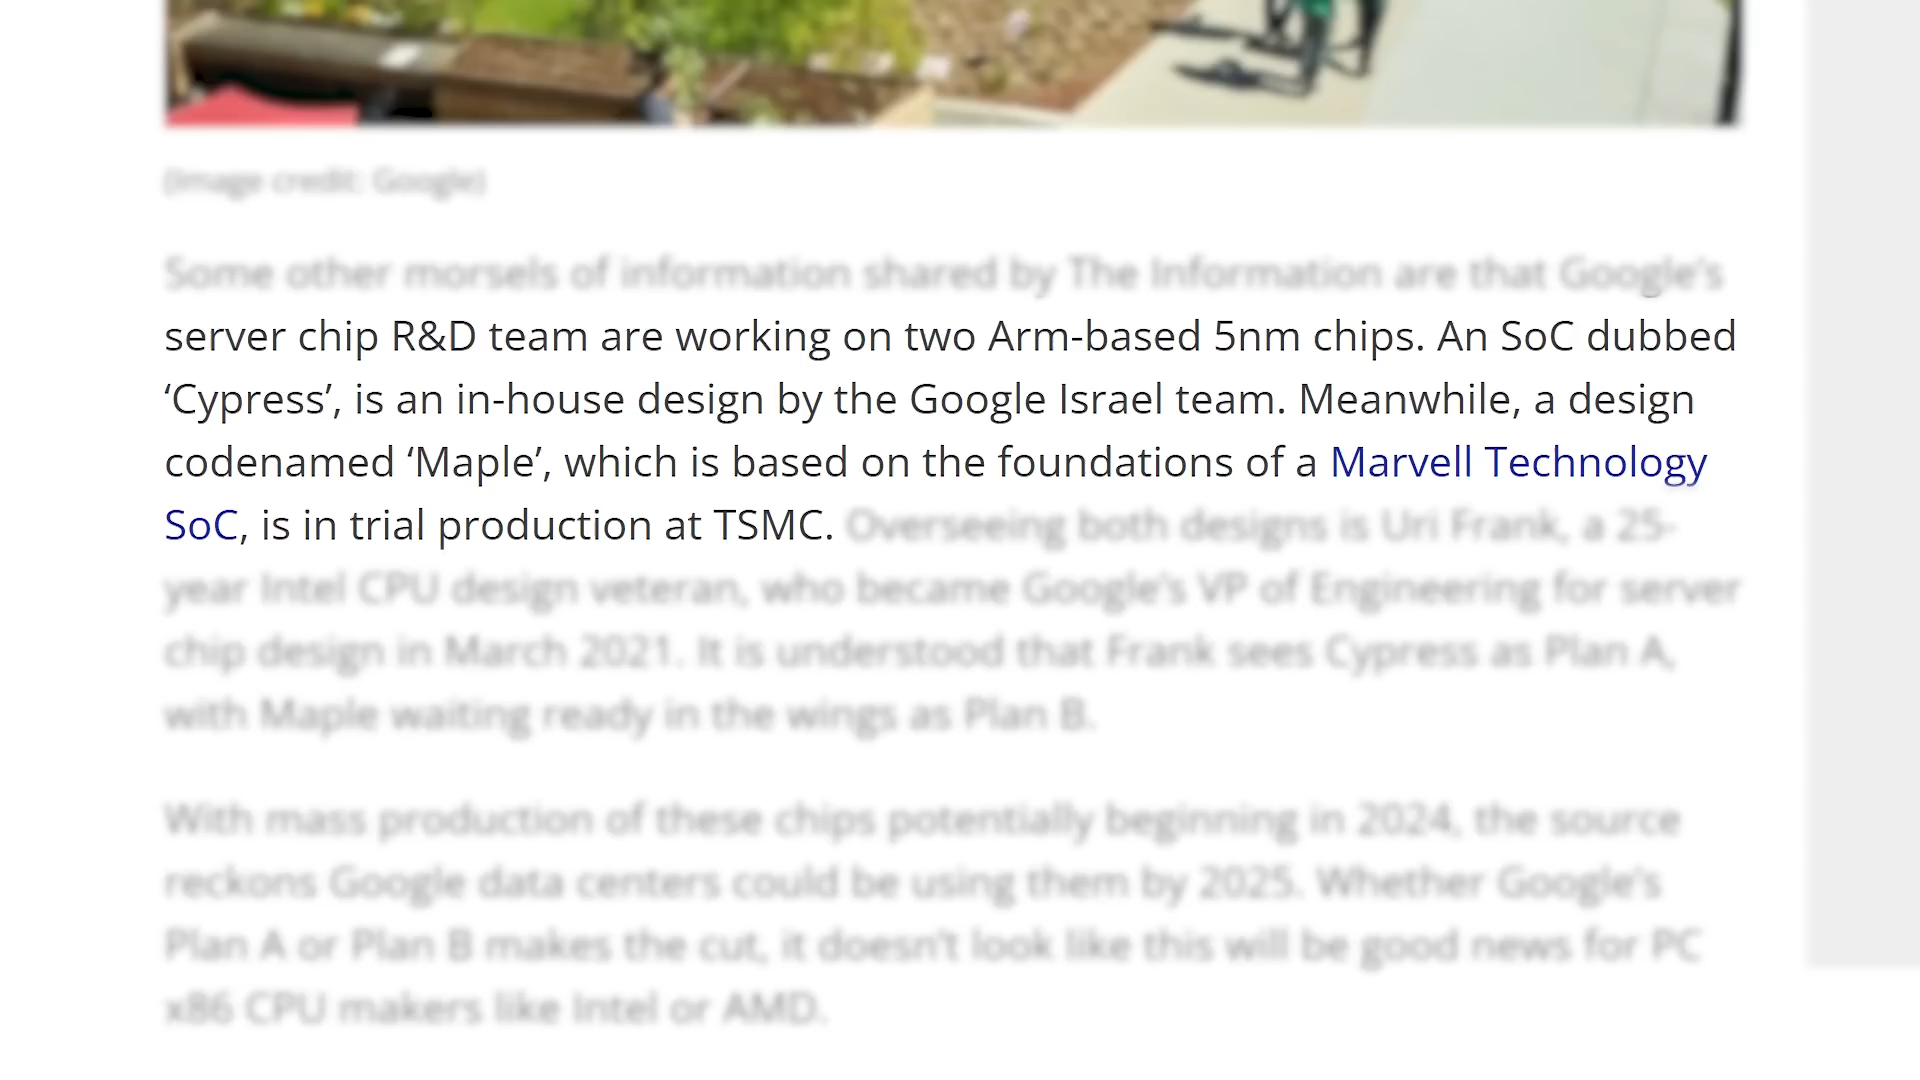 (Image credit: Google)
Some other morsels of information shared by The Information are that Google's
server chip R&D team are working on two Arm-based 5nm chips. An SoC dubbed
‘Cypress’, is an in-house design by the Google Israel team. Meanwhile, a design
codenamed ‘Maple’, which is based on the foundations of a Marvell Technology
SoC, is in trial production at TSMC. Overseeing both designs is Uri Frank, a 25-
year Intel CPU design veteran, who became Google's VP of Engineering for server
chip design in March 2021. It is understood that Frank sees Cypress as Plan A,
with Maple waiting ready in the wings as Plan B.
With mass production of these chips potentially beginning in 2024, the source
reckons Google data centers could be using them by 2025. Whether Google's
Plan A or Plan B makes the cut, it doesn't look like this will be good news for PC
x86 CPU makers like Intel or AMD.